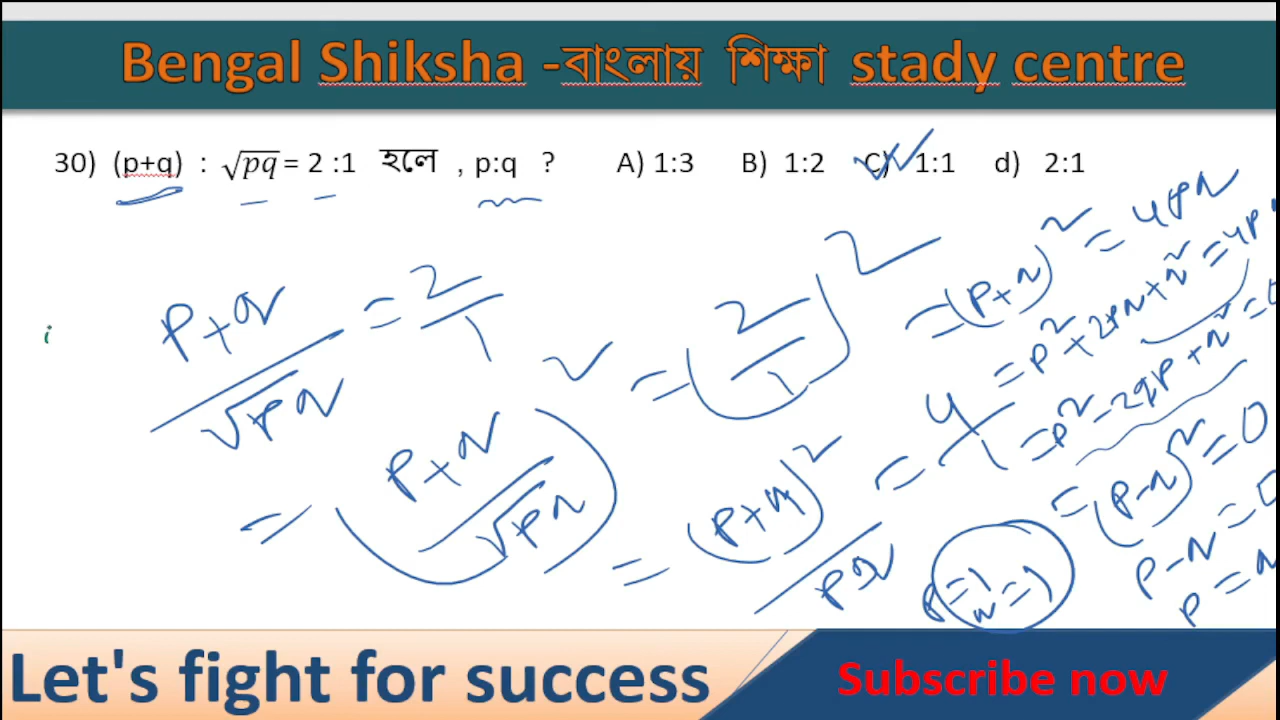 Bengal Shiksha -বাংলায় শিক্ষা stady centre
30) (p+q) : √pq = 2 :1 হলে , p:q ? A) 1:3 B) 1:2 C) 1:1 d) 2:1
p+q/√pq = 2/1
= (p+q/√pq)² = (2/1)²
= (p+q)²/pq = 4/1
= (p+q)² = 4pq
= p² + 2pq + q² = 4p
= p² - 2qp + q² = 0
= (p-q)² = 0
p-q = 0
p = q
p=1
q=1
Let's fight for success
Subscribe now